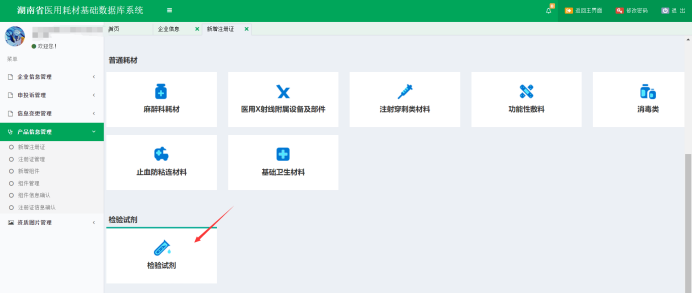 湖南省医用耗材基础数据库系统
返回主界面
修改密码
退 出
欢迎您！
菜单
企业信息管理
申投诉管理
信息变更管理
产品信息管理
新增注册证
注册证管理
新增组件
组件管理
组件信息确认
注册证信息确认
资质图片管理
首页
企业信息
新增注册证
普通耗材
麻醉科耗材
医用X射线附属设备及部件
注射穿刺类材料
功能性敷料
消毒类
止血防粘连材料
基础卫生材料
检验试剂
检验试剂